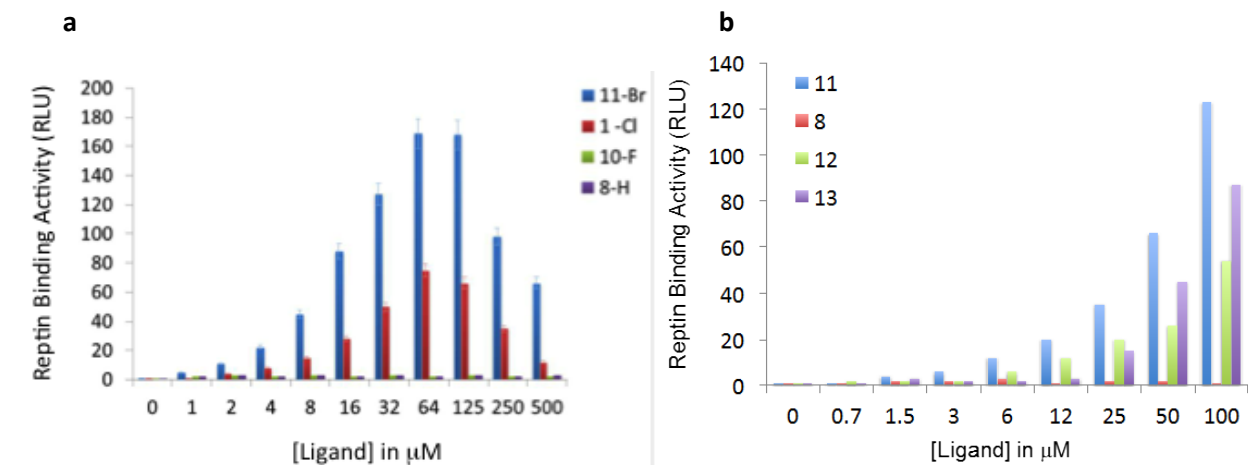 a
Reptin Binding Activity (RLU)
200
180
160
140
120
100
80
60
40
20
0
0 1 2 4 8 16 32 64 125 250 500
[Ligand] in μM
11-Br
1 -Cl
10-F
8-H
b
Reptin Binding Activity (RLU)
140
120
100
80
60
40
20
0
0 0.7 1.5 3 6 12 25 50 100
[Ligand] in μM
11
8
12
13